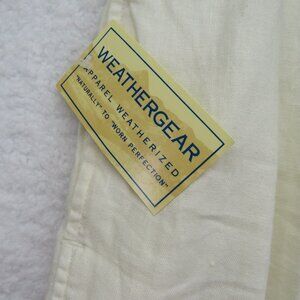 WEATHERGEAR
APPAREL WEATHERIZED
"NATURALLY" TO "WORN PERFECTION"